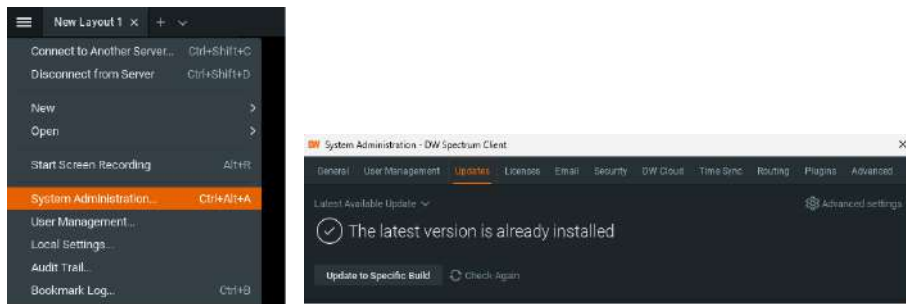 New Layout 1 × +
Connect to Another Server... Ctrl+Shift+C
Disconnect from Server Ctrl+Shift+D
New >
Open >
Start Screen Recording Alt+R
System Administration... Ctrl+Alt+A
User Management...
Local Settings...
Audit Trail...
Bookmark Log... Ctrl+B
DW System Administration - DW Spectrum Client X
General User Management Updates Licenses Email Security DW Cloud Time Sync Routing Plugins Advanced
Latest Available Update Advanced settings
The latest version is already installed
Update to Specific Build Check Again